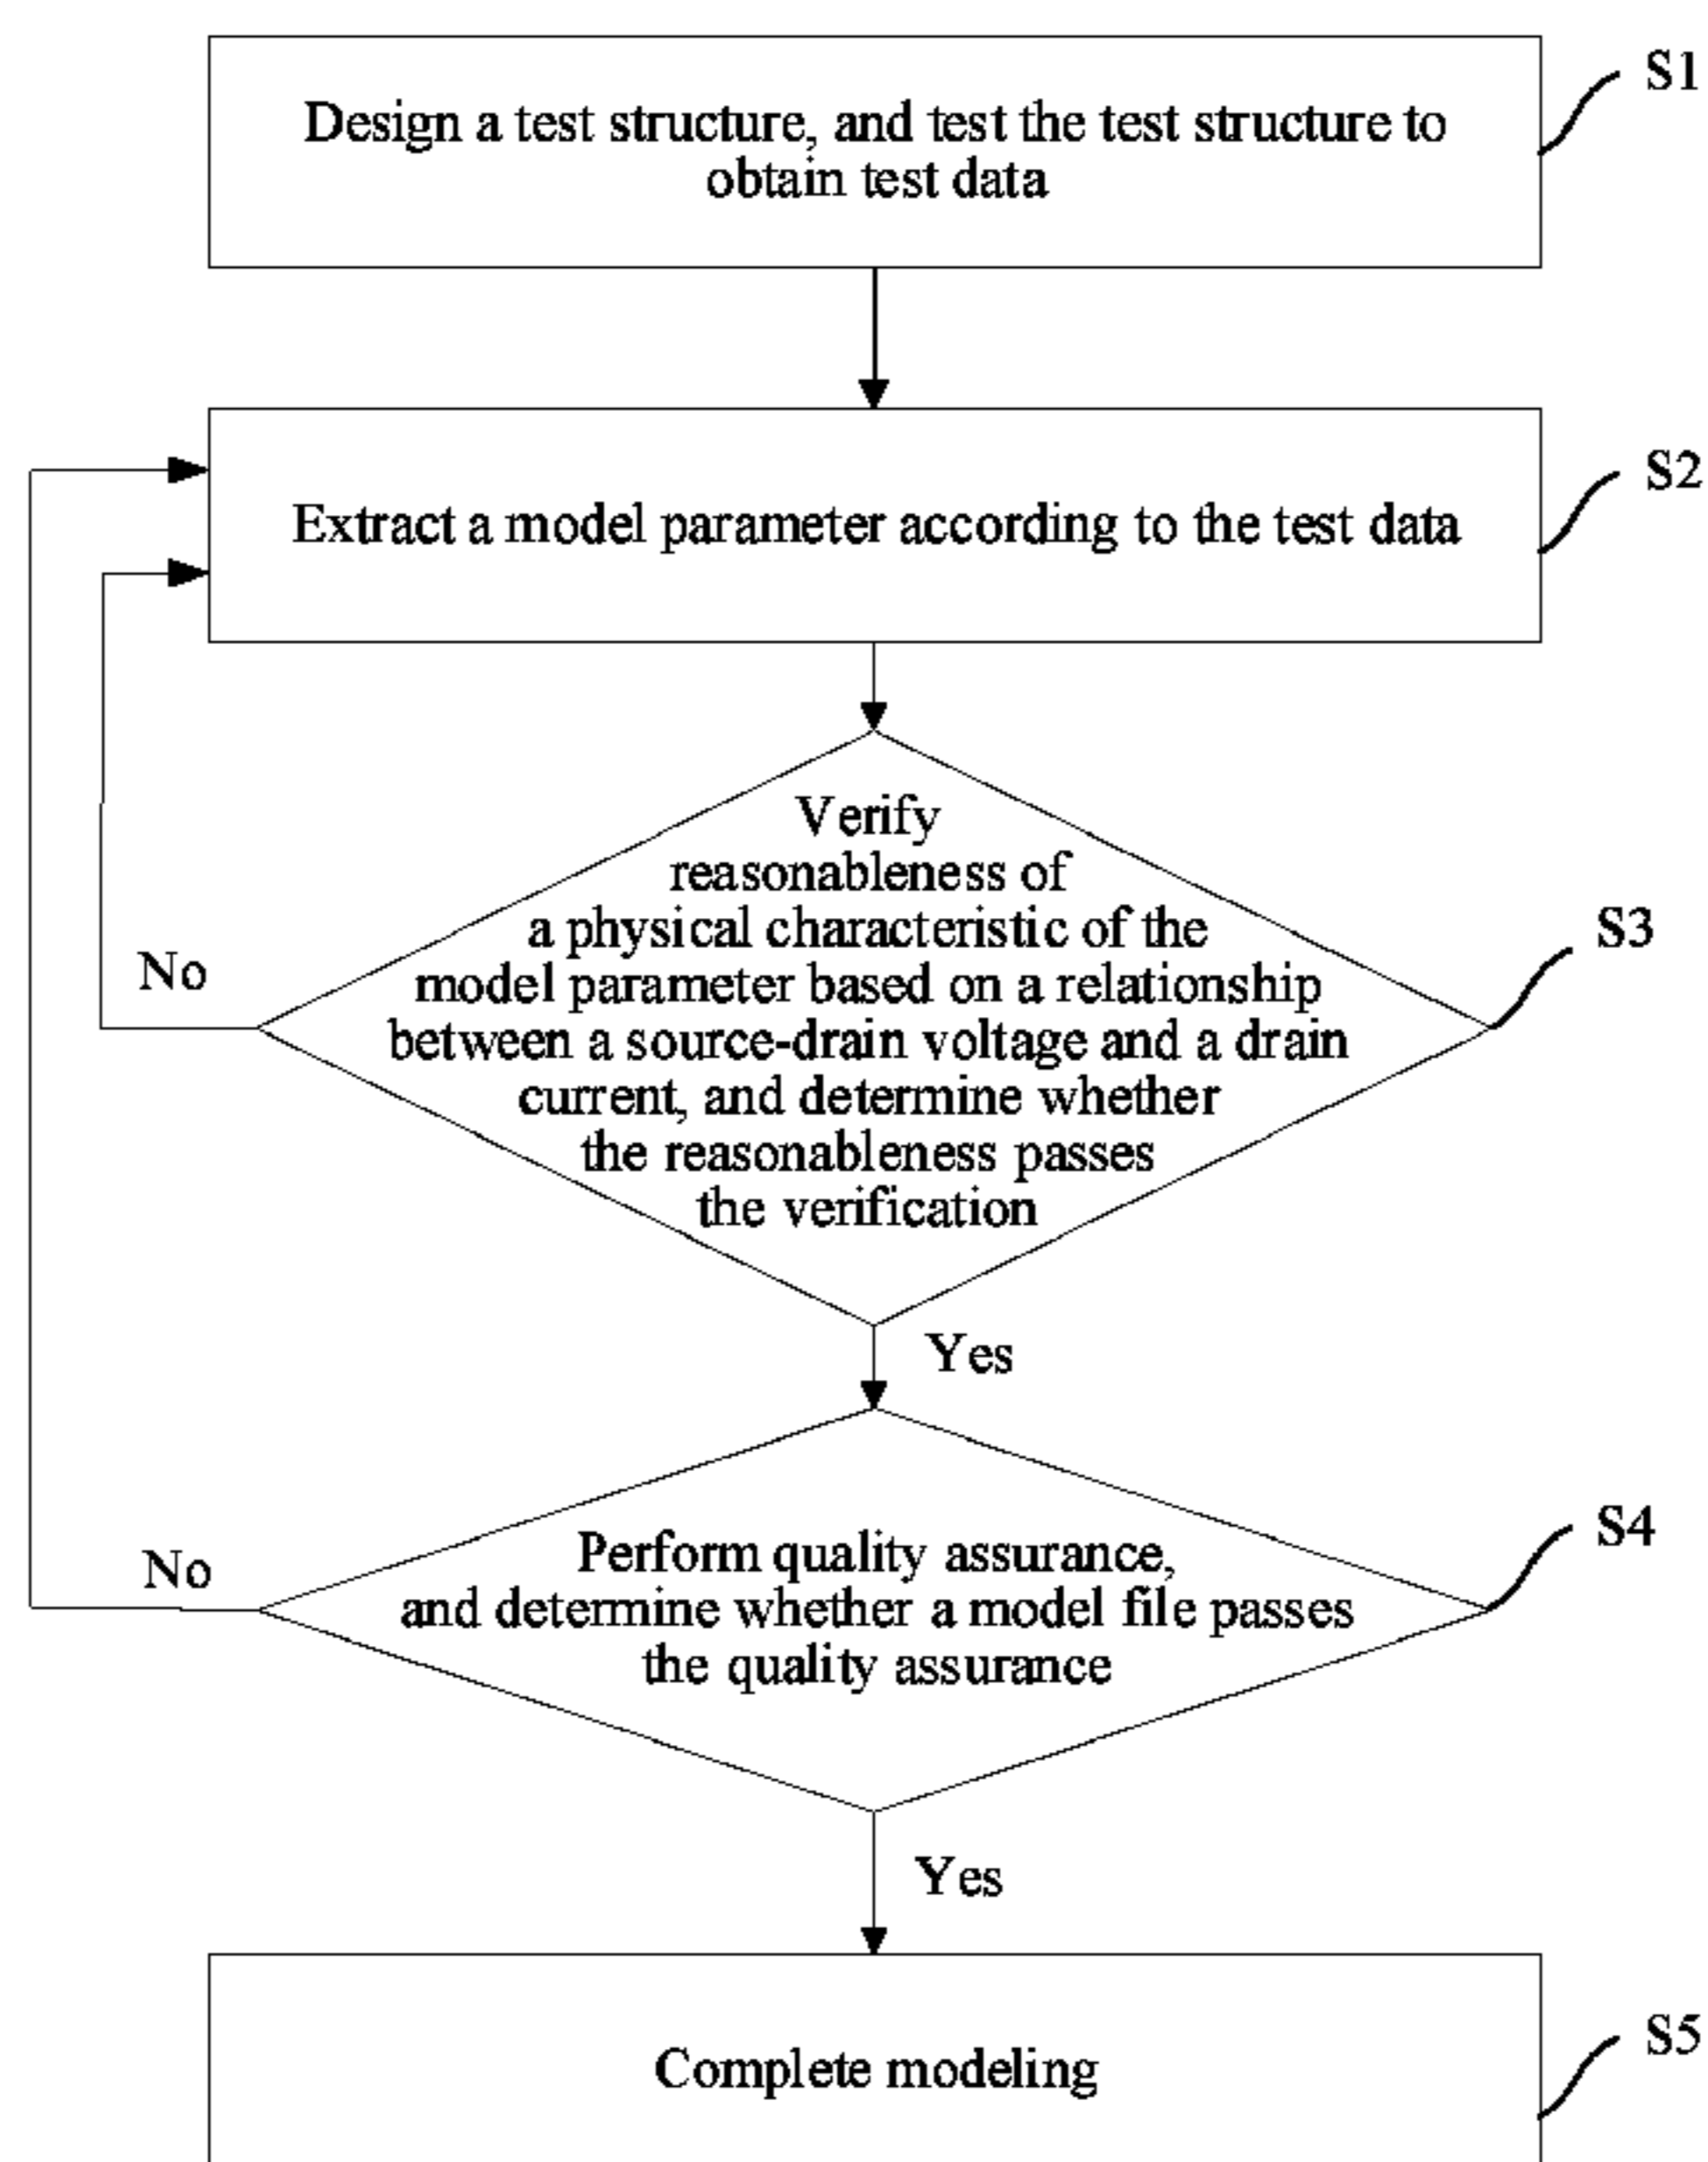 S1
Design a test structure, and test the test structure to
obtain test data
S2
Extract a model parameter according to the test data
Verify
reasonableness of
a physical characteristic of the
model parameter based on a relationship
between a source-drain voltage and a drain
current, and determine whether
the reasonableness passes
the verification
S3
No
Yes
S4
Perform quality assurance,
and determine whether a model file passes
the quality assurance
No
Yes
S5
Complete modeling